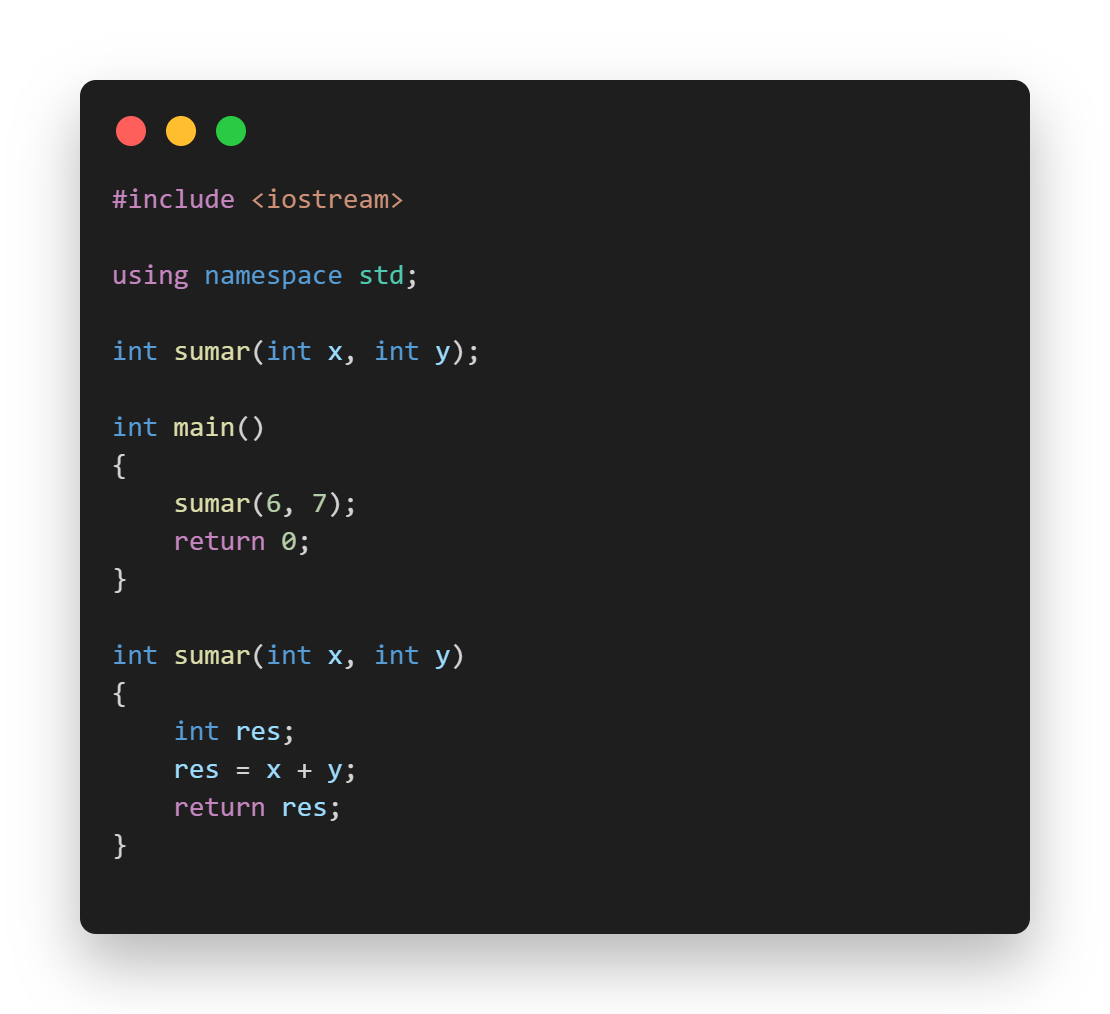 #include <iostream>
using namespace std;
int sumar(int x, int y);
int main()
{
    sumar(6, 7);
    return 0;
}
int sumar(int x, int y)
{
    int res;
    res = x + y;
    return res;
}